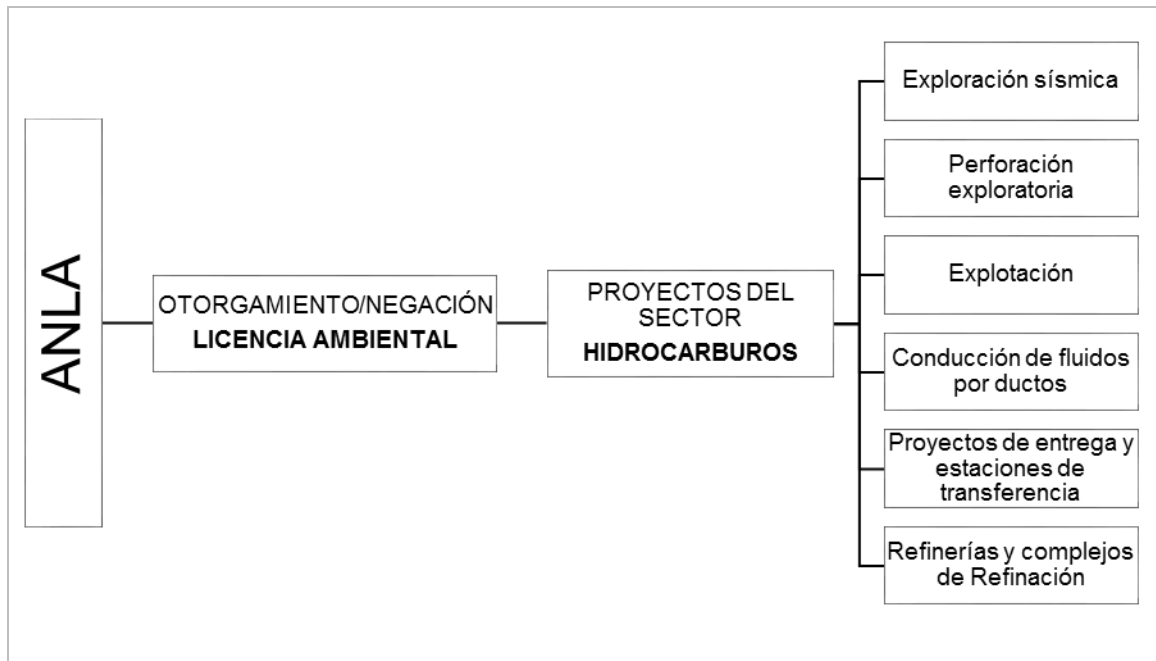 ANLA
OTORGAMIENTO/NEGACIÓN
LICENCIA AMBIENTAL
PROYECTOS DEL
SECTOR
HIDROCARBUROS
Exploración sísmica
Perforación
exploratoria
Explotación
Conducción de fluidos
por ductos
Proyectos de entrega y
estaciones de
transferencia
Refinerías y complejos
de Refinación